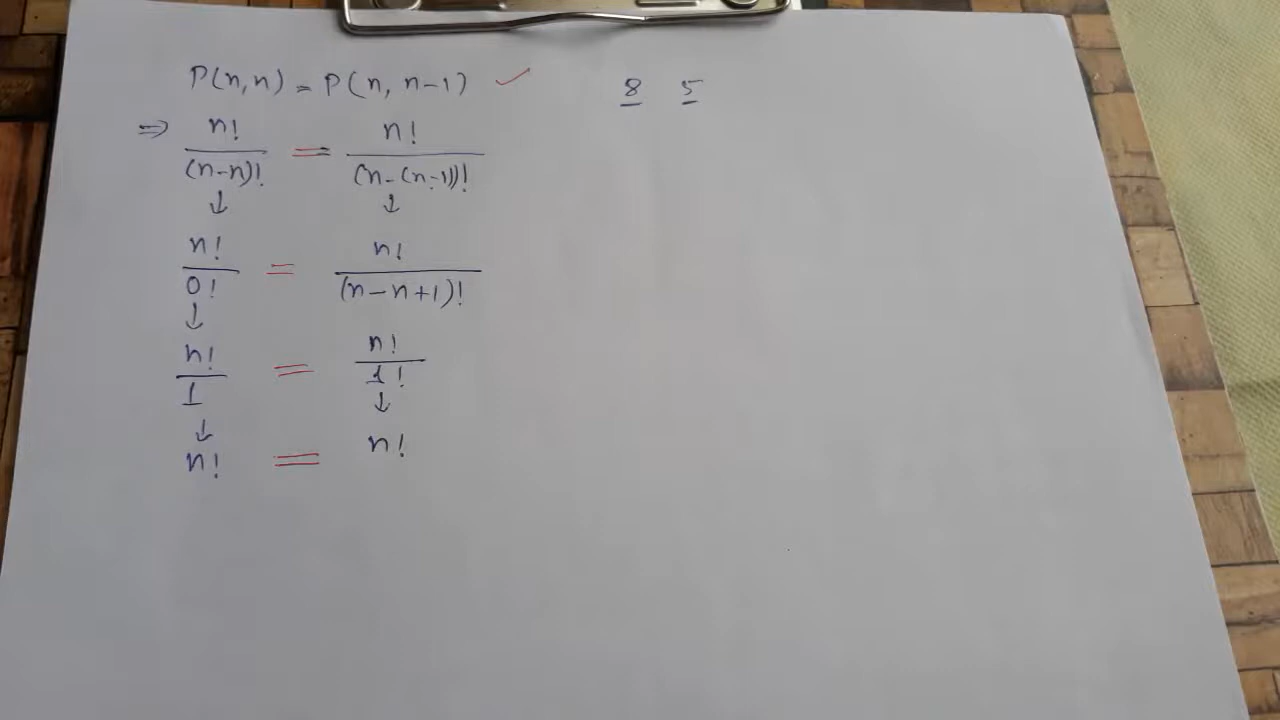 P(n,n) = P(n, n-1) ✓
8 5
⇒ n!/(n-n)! = n!/(n-(n-1))!
↓ ↓
n!/0! = n!/(n-n+1)!
↓
n!/1 = n!/1!
↓ ↓
n! = n!